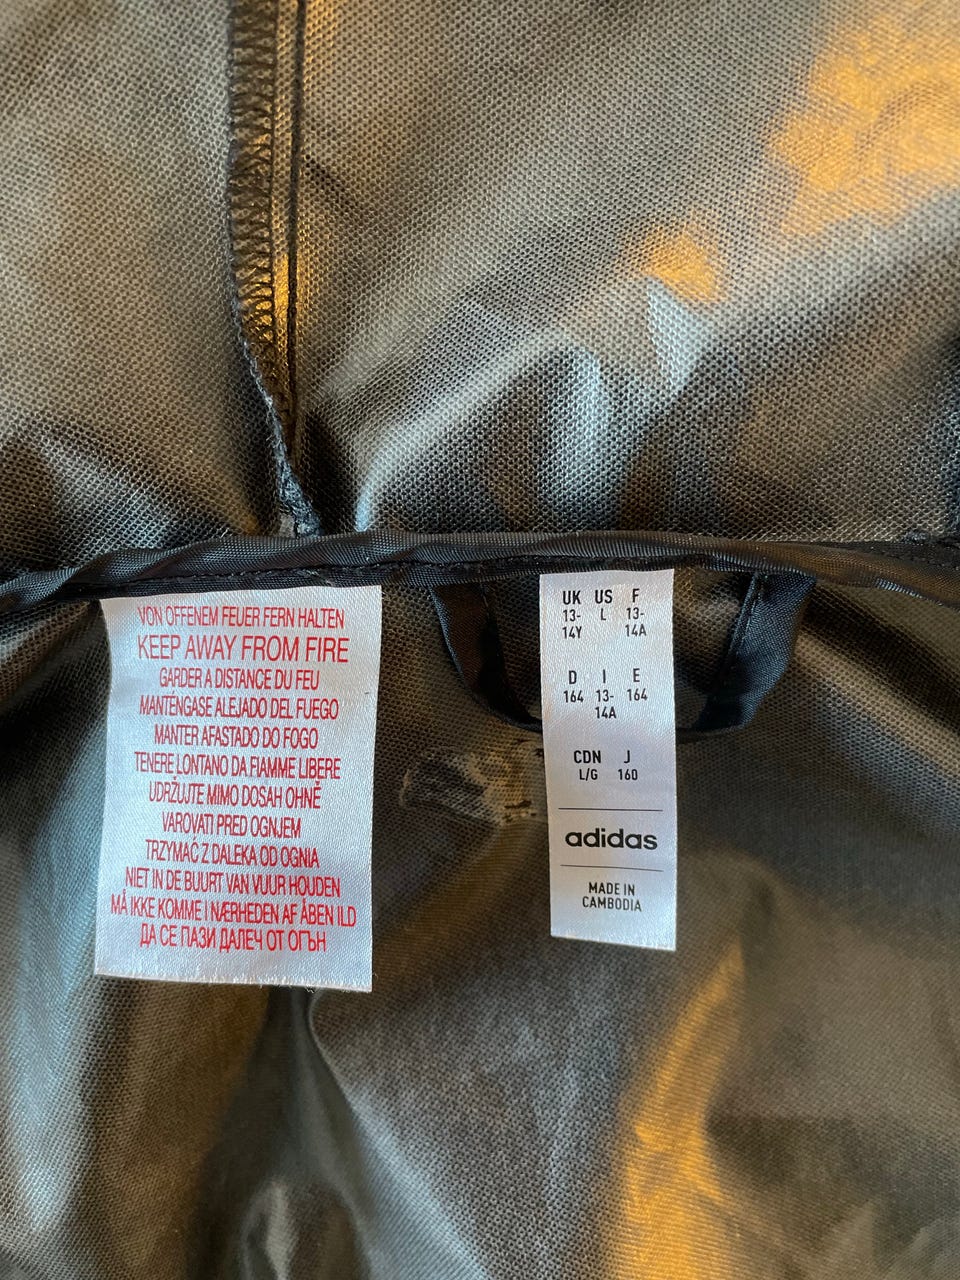 VON OFFENEM FEUER FERN HALTEN
KEEP AWAY FROM FIRE
GARDER A DISTANCE DU FEU
MANTÉNGASE ALEJADO DEL FUEGO
MANTER AFASTADO DO FOGO
TENERE LONTANO DA FIAMME LIBERE
UDRŽUJTE MIMO DOSAH OHNĚ
VAROVATI PRED OGNJEM
TRZYMAĆ Z DALEKA OD OGNIA
NIET IN DE BUURT VAN VUUR HOUDEN
MÅ IKKE KOMME I NÆRHEDEN AF ÅBEN ILD
ДА СЕ ПАЗИ ДАЛЕЧ ОТ ОГЪН
UK US F
13- L 13-
14Y 14A
D I E
164 13- 164
14A
CDN J
L/G 160
adidas
MADE IN
CAMBODIA